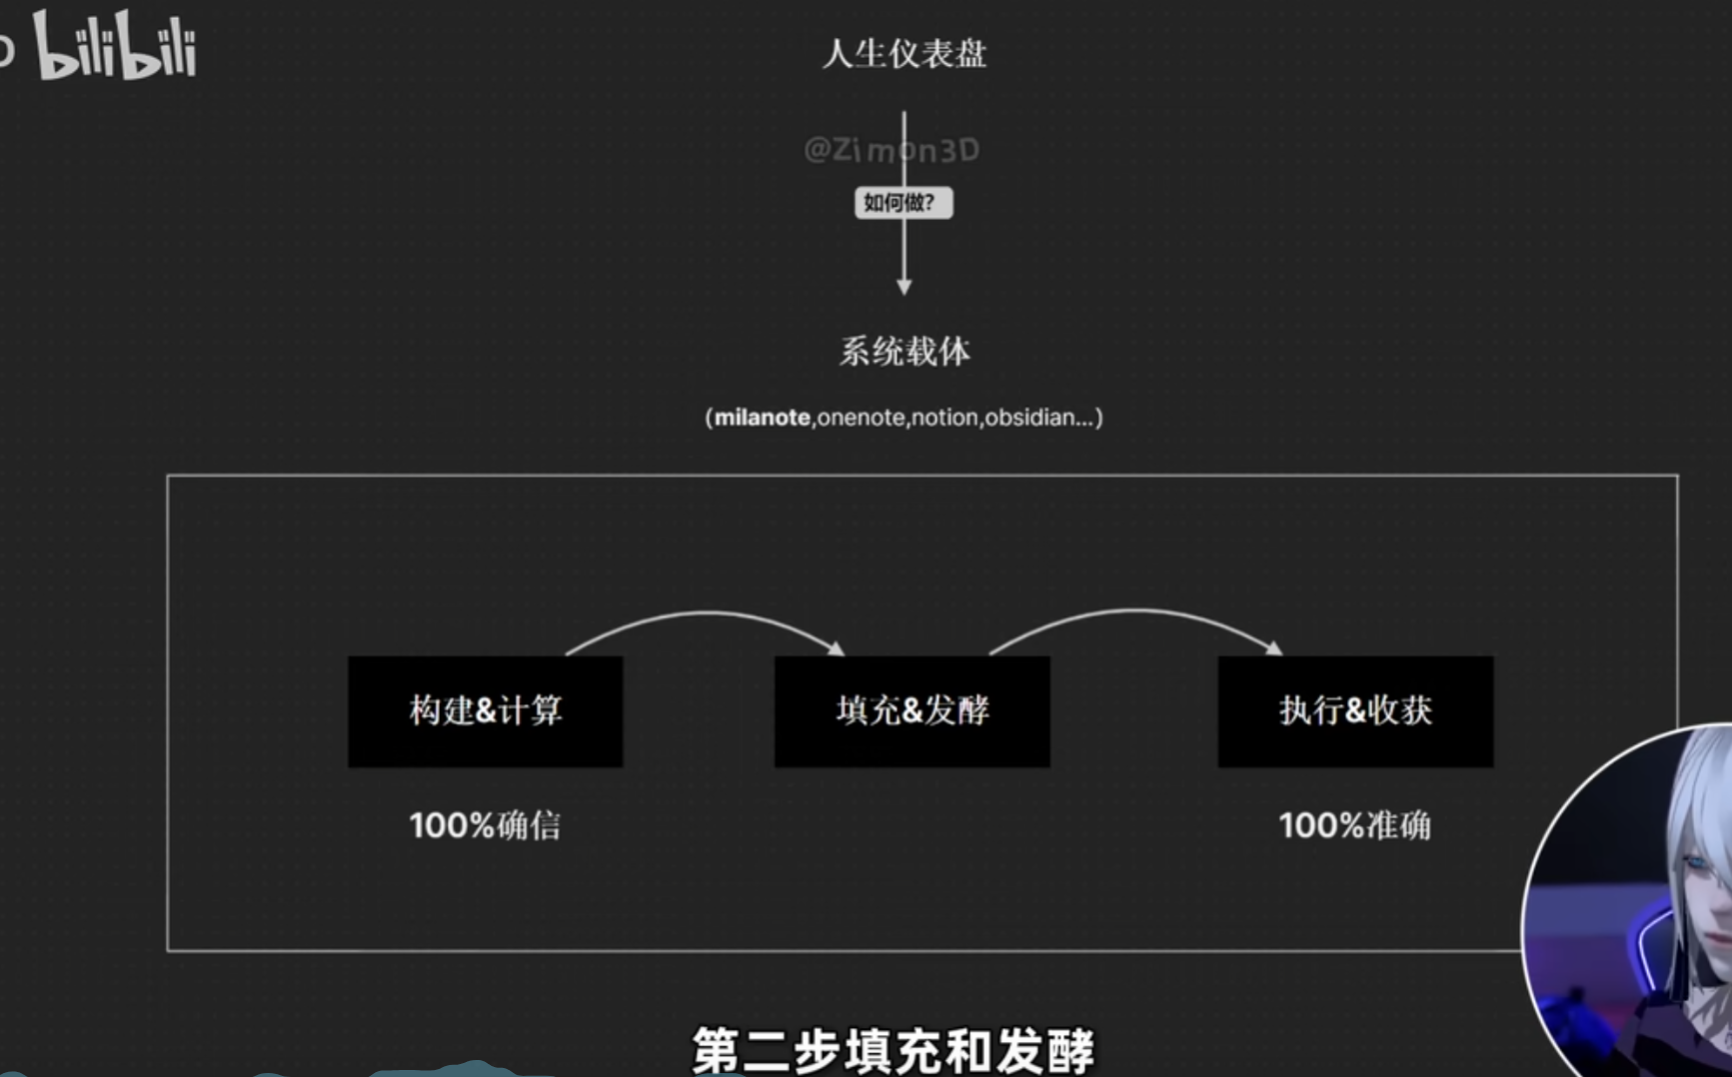 bilibili
人生仪表盘
@Zimon3D
如何做？
系统载体
(milanote,onenote,notion,obsidian...)
构建&计算
填充&发酵
执行&收获
100%确信
100%准确
第二步填充和发酵